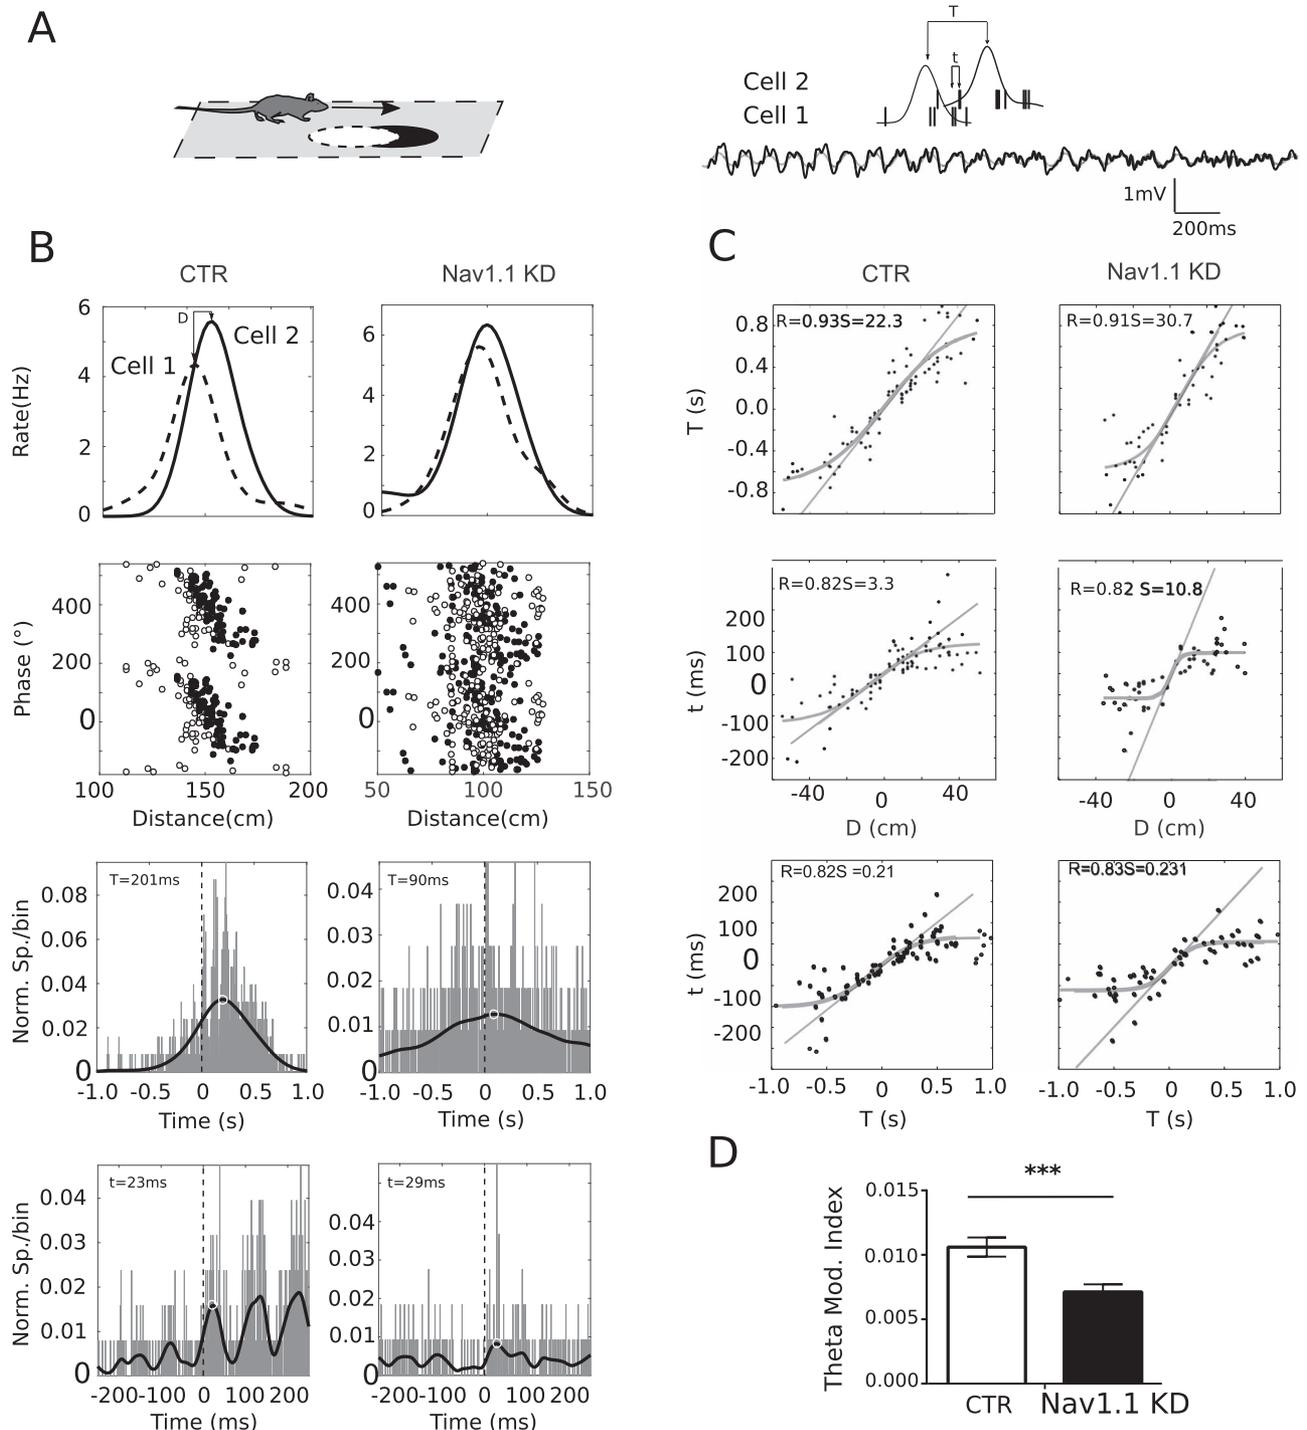 A
T
t
Cell 2
Cell 1
1mV
200ms
B
CTR
Nav1.1 KD
6
4
2
0
Rate(Hz)
D
Cell 1
Cell 2
6
4
2
0
400
200
0
Phase (°)
100 150 200
Distance(cm)
400
200
0
50 100 150
Distance(cm)
T=201ms
0.08
0.06
0.04
0.02
0
Norm. Sp./bin
-1.0 -0.5 0 0.5 1.0
Time (s)
T=90ms
0.04
0.03
0.02
0.01
0
-1.0 -0.5 0 0.5 1.0
Time (s)
t=23ms
0.04
0.03
0.02
0.01
0
Norm. Sp./bin
-200-100 0 100 200
Time (ms)
t=29ms
0.04
0.03
0.02
0.01
0
-200 -100 0 100 200
Time (ms)
C
CTR
Nav1.1 KD
R=0.93S=22.3
0.8
0.4
0.0
-0.4
-0.8
T (s)
R=0.91S=30.7
R=0.82S=3.3
200
100
0
-100
-200
t (ms)
-40 0 40
D (cm)
R=0.82 S=10.8
-40 0 40
D (cm)
R=0.82S =0.21
200
100
0
-100
-200
t (ms)
-1.0 -0.5 0 0.5 1.0
T (s)
R=0.83S=0.231
-1.0 -0.5 0 0.5 1.0
T (s)
D
***
0.015
0.010
0.005
0.000
Theta Mod. Index
CTR
Nav1.1 KD